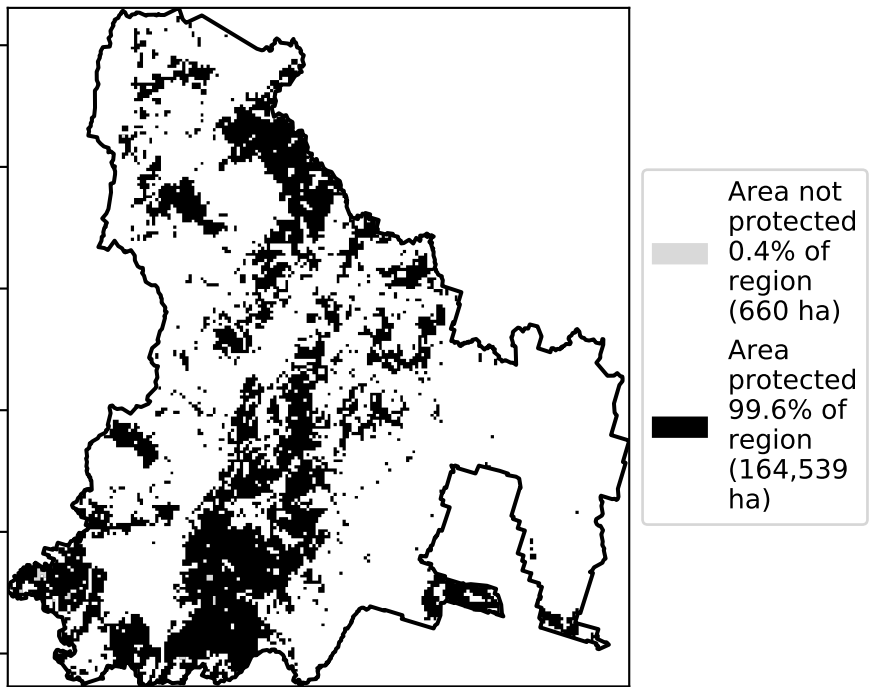 Area not
protected
0.4% of
region
(660 ha)
Area
protected
99.6% of
region
(164,539
ha)